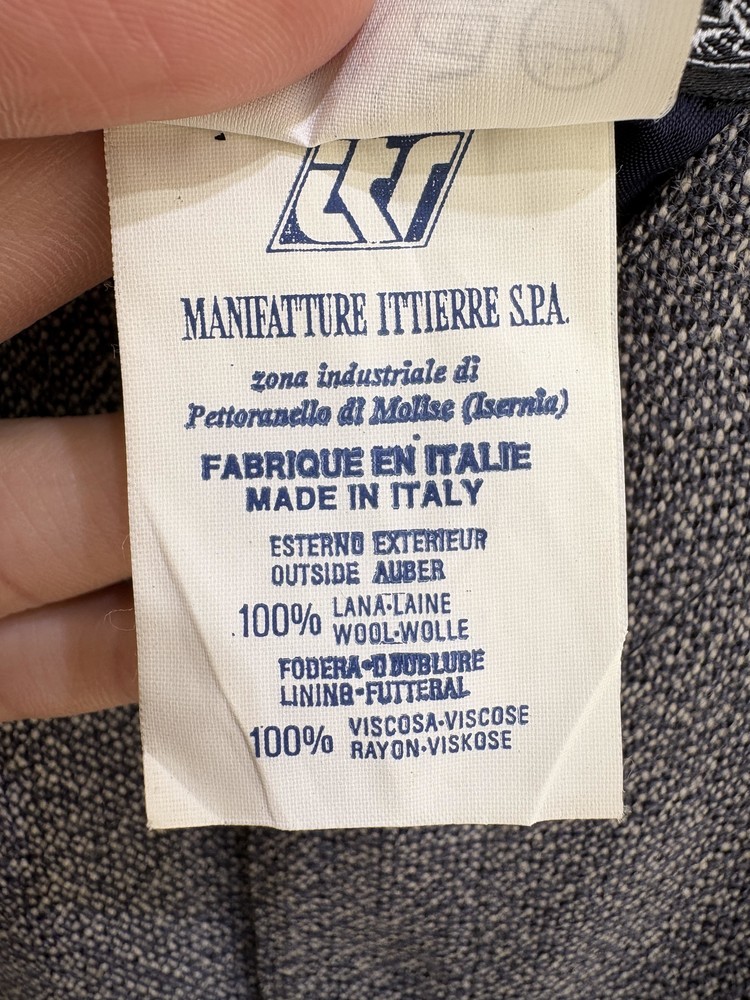 MANIFATTURE ITTIERRE S.P.A.
zona industriale di
Pettoranello di Molise (Isernia)
FABRIQUE EN ITALIE
MADE IN ITALY
ESTERNO EXTERIEUR
OUTSIDE AUBER
100% LANA·LAINE
WOOL·WOLLE
FODERA·DOUBLURE
LINING·FUTTERAL
100% VISCOSA·VISCOSE
RAYON·VISKOSE